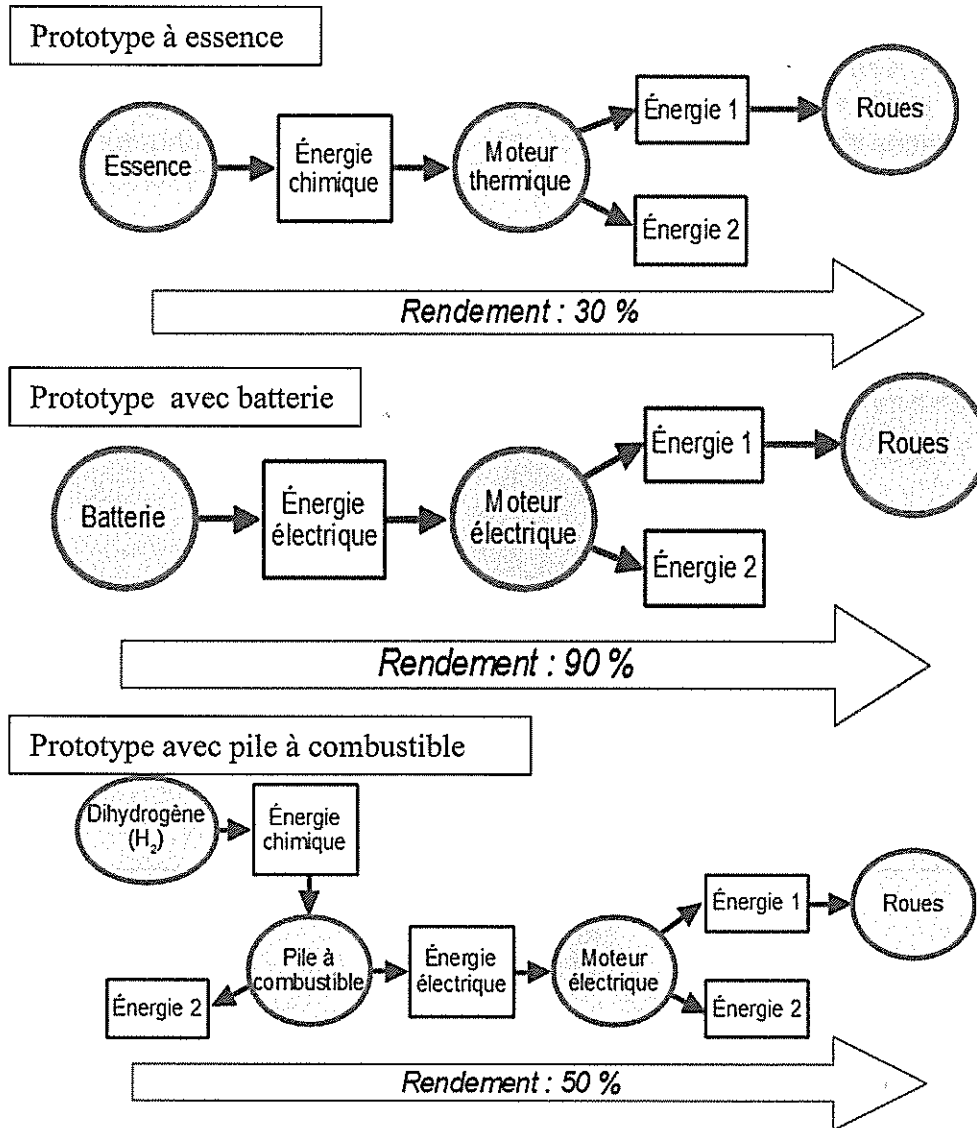 Prototype à essence
Essence
Énergie
chimique
Moteur
thermique
Énergie 1
Roues
Énergie 2
Rendement : 30 %
Prototype avec batterie
Batterie
Énergie
électrique
Moteur
électrique
Énergie 1
Roues
Énergie 2
Rendement : 90 %
Prototype avec pile à combustible
Dihydrogène
(H₂)
Énergie
chimique
Pile à
combustible
Énergie 2
Énergie
électrique
Moteur
électrique
Énergie 1
Roues
Énergie 2
Rendement : 50 %